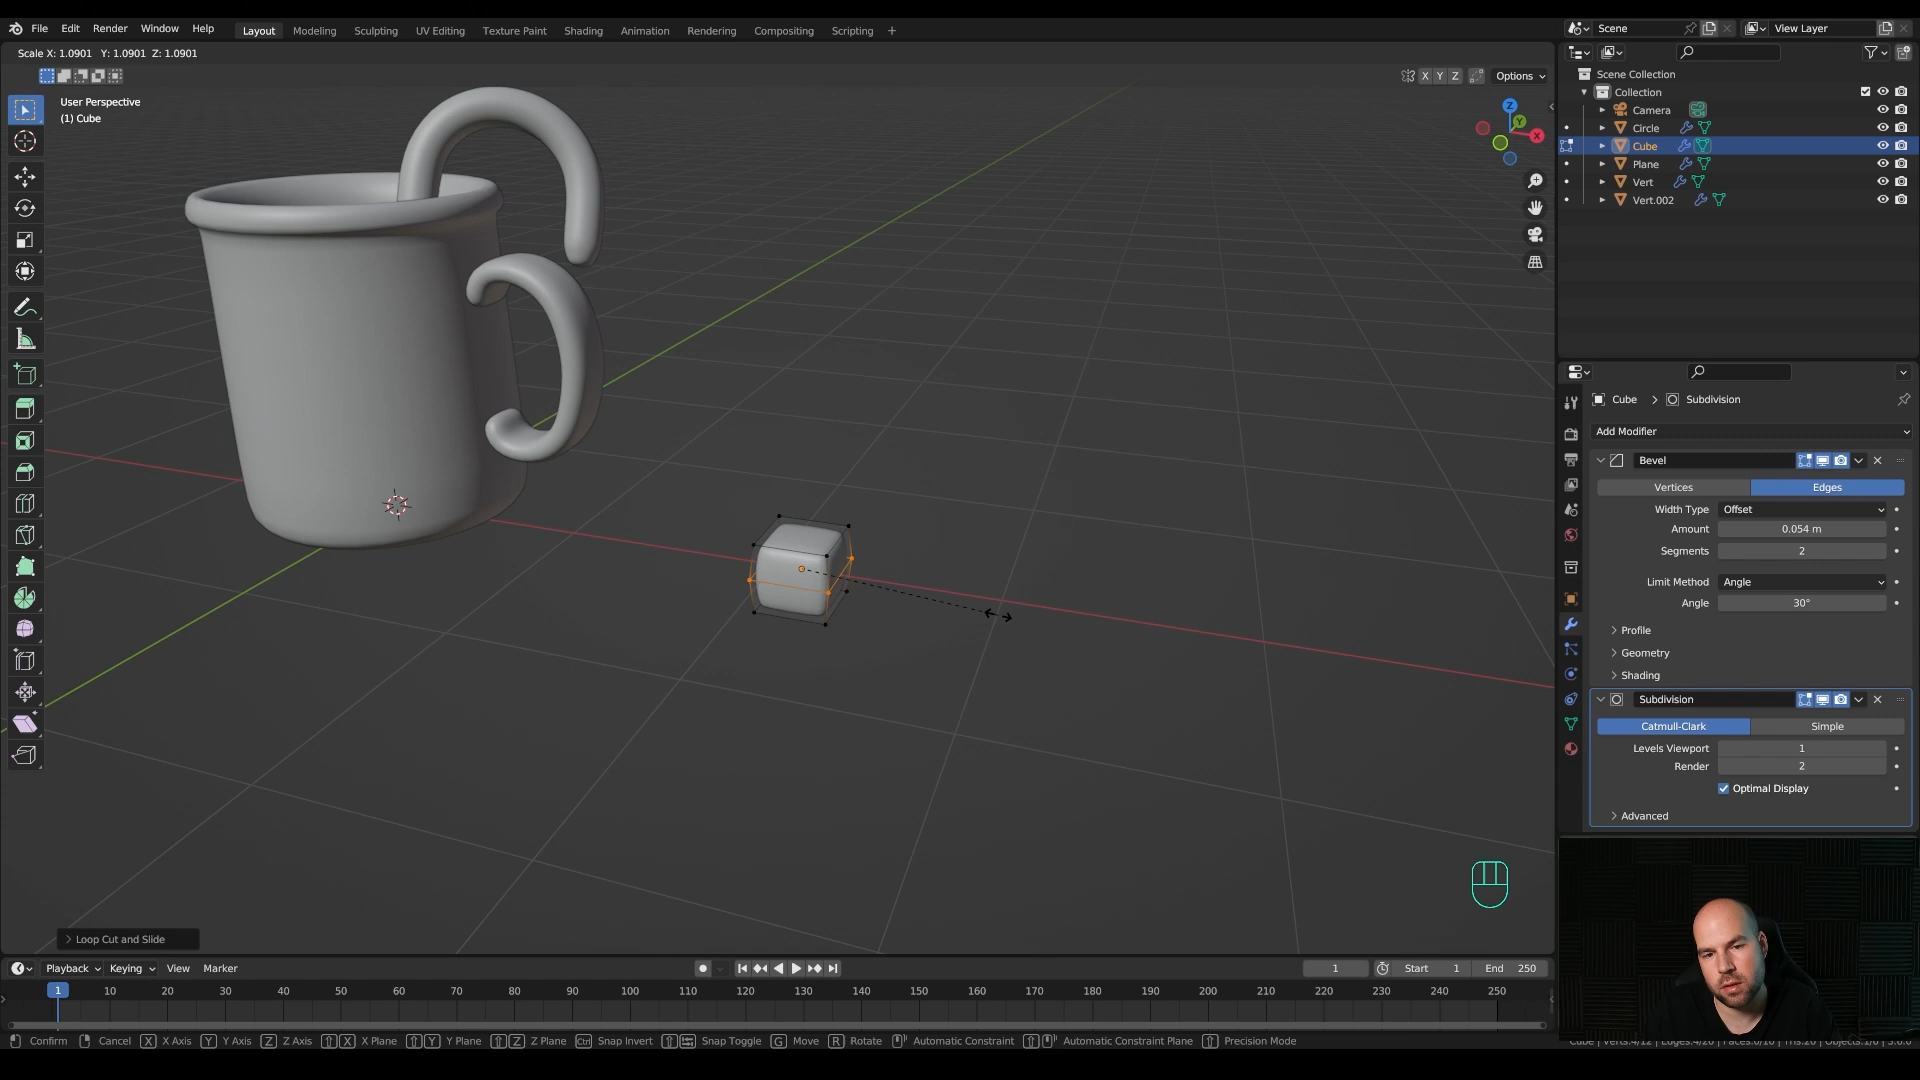 File Edit Render Window Help
Layout Modeling Sculpting UV Editing Texture Paint Shading Animation Rendering Compositing Scripting +
Scene
View Layer
Scale X: 1.0901 Y: 1.0901 Z: 1.0901
X Y Z
Options
User Perspective
(1) Cube
Z
Y
X
Scene Collection
Collection
Camera
Circle
Cube
Plane
Vert
Vert.002
Cube > Subdivision
Add Modifier
Bevel
Vertices Edges
Width Type Offset
Amount 0.054 m
Segments 2
Limit Method Angle
Angle 30°
Profile
Geometry
Shading
Subdivision
Catmull-Clark Simple
Levels Viewport 1
Render 2
Optimal Display
Advanced
Loop Cut and Slide
Playback Keying View Marker
1
Start 1
End 250
1 10 20 30 40 50 60 70 80 90 100 110 120 130 140 150 160 170 180 190 200 210 220 230 240 250
Confirm Cancel X X Axis Y Y Axis Z Z Axis X X Plane Y Y Plane Z Z Plane Ctrl Snap Invert Snap Toggle G Move R Rotate Automatic Constraint Automatic Constraint Plane Precision Mode